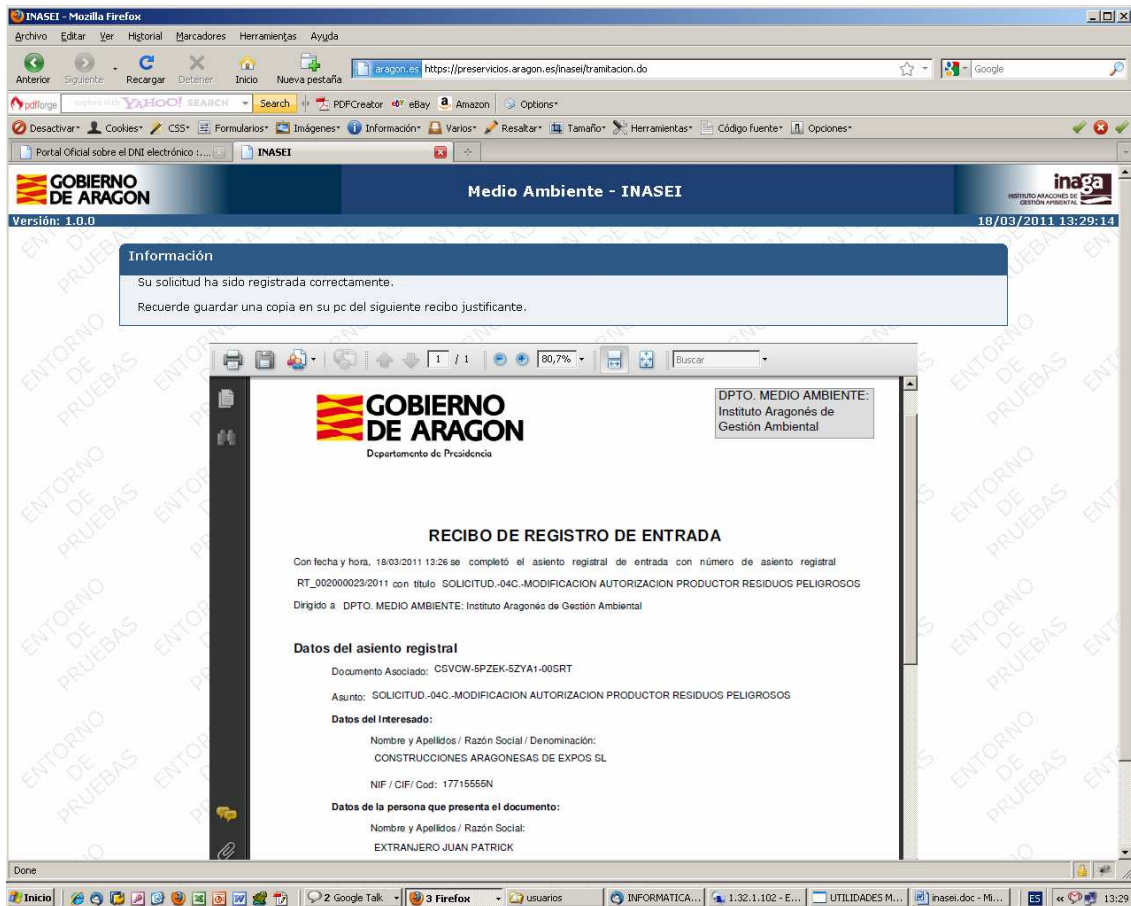 INASEI - Mozilla Firefox
Archivo Editar Ver Historial Marcadores Herramientas Ayuda
Anterior Siguiente Recargar Detener Inicio Nueva pestaña aragon.es https://preservicios.aragon.es/inasei/tramitacion.do Google
pdfforge YAHOO! SEARCH Search PDFCreator eBay Amazon Options
Desactivar Cookies CSS Formularios Imágenes Información Varios Resaltar Tamaño Herramientas Código fuente Opciones
Portal Oficial sobre el DNI electrónico :.... INASEI
GOBIERNO DE ARAGON
Medio Ambiente - INASEI
inaga
INSTITUTO ARAGONÉS DE GESTIÓN AMBIENTAL
Versión: 1.0.0 18/03/2011 13:29:14
Información
Su solicitud ha sido registrada correctamente.
Recuerde guardar una copia en su pc del siguiente recibo justificante.
1 / 1 80,7% Buscar
GOBIERNO
DE ARAGON
Departamento de Presidencia
DPTO. MEDIO AMBIENTE:
Instituto Aragonés de
Gestión Ambiental
RECIBO DE REGISTRO DE ENTRADA
Con fecha y hora, 18/03/2011 13:26 se completó el asiento registral de entrada con número de asiento registral
RT_002000023/2011 con título SOLICITUD.-04C.-MODIFICACION AUTORIZACION PRODUCTOR RESIDUOS PELIGROSOS
Dirigido a DPTO. MEDIO AMBIENTE: Instituto Aragonés de Gestión Ambiental
Datos del asiento registral
Documento Asociado: CSVCW-5PZEK-5ZYA1-00SRT
Asunto: SOLICITUD.-04C.-MODIFICACION AUTORIZACION PRODUCTOR RESIDUOS PELIGROSOS
Datos del Interesado:
Nombre y Apellidos / Razón Social / Denominación:
CONSTRUCCIONES ARAGONESAS DE EXPOS SL
NIF / CIF/ Cod: 17715555N
Datos de la persona que presenta el documento:
Nombre y Apellidos / Razón Social:
EXTRANJERO JUAN PATRICK
ENTORNO DE PRUEBAS
Done
Inicio 2 Google Talk 3 Firefox usuarios INFORMATICA... 1.32.1.102 - E... UTILIDADES M... inasei.doc - Mi... ES 13:29